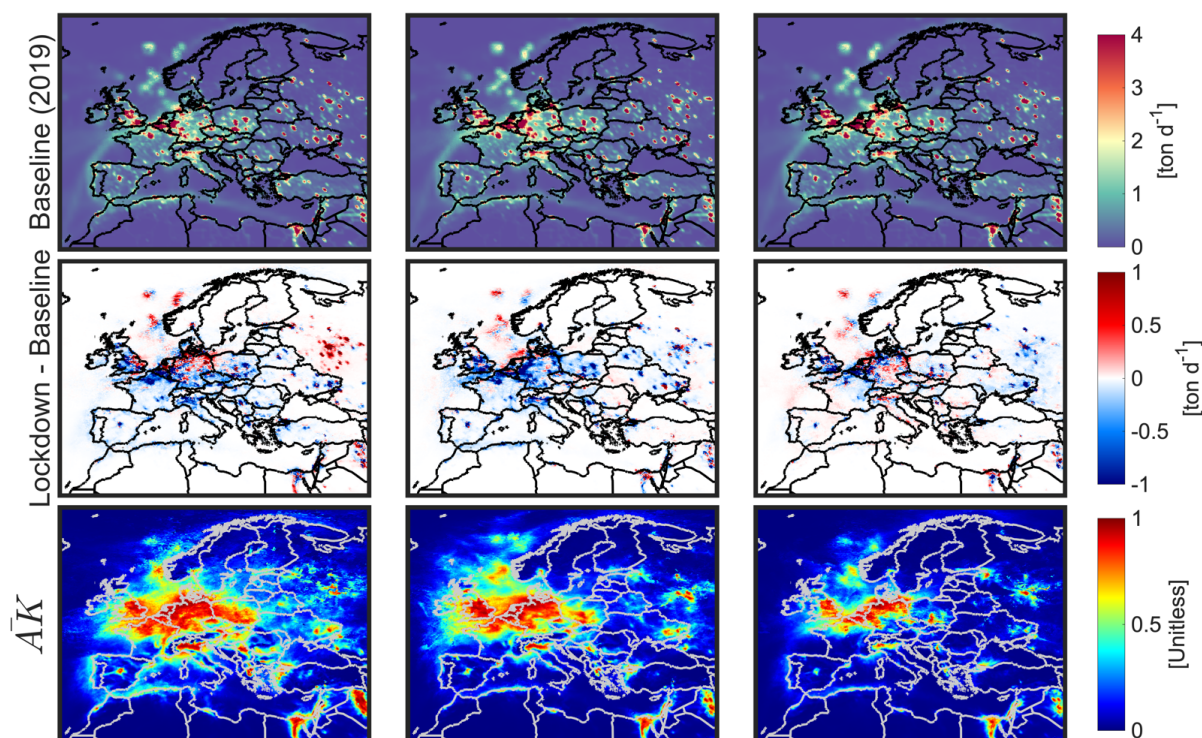 Baseline (2019)
4
3
2
1
0
[ton d⁻¹]
Lockdown - Baseline
1
0.5
0
-0.5
-1
[ton d⁻¹]
A̅K
1
0.5
0
[Unitless]